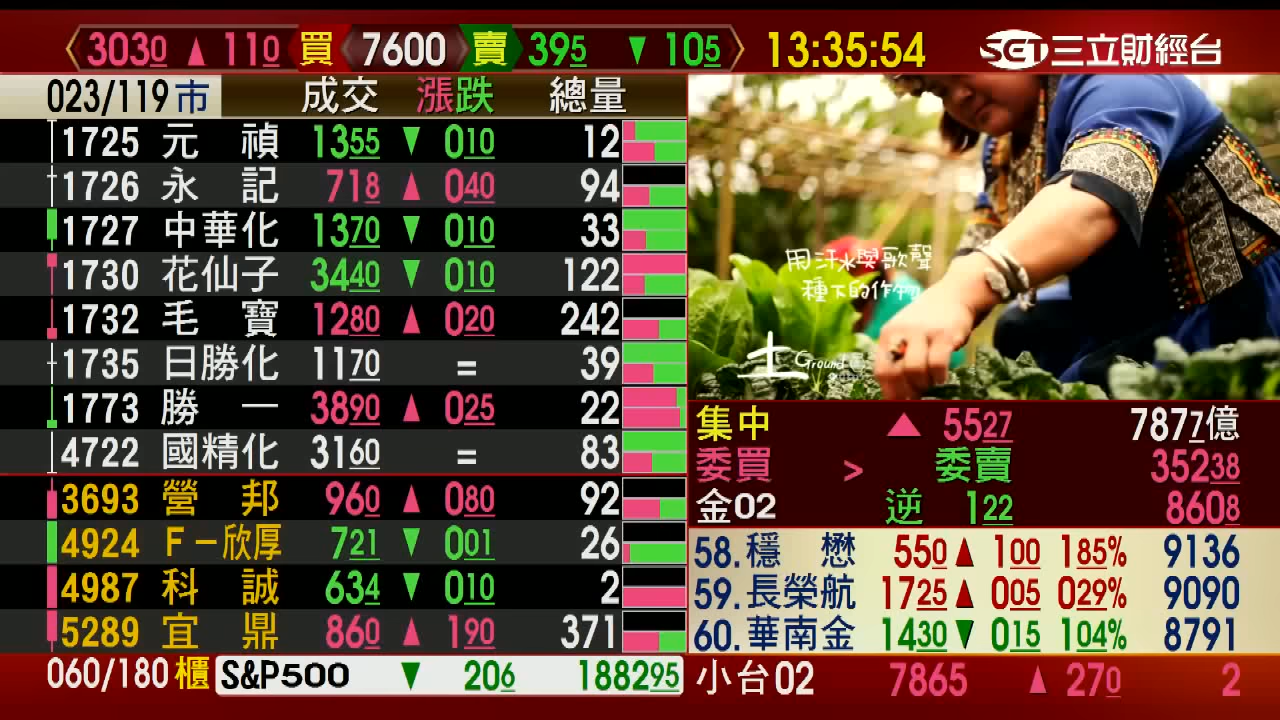 3030 ▲ 110 買 7600 賣 395 ▼ 105 13:35:54 SET三立財經台
023/119 市 成交 漲跌 總量
1725 元禎 1355 ▼ 010 12
1726 永記 718 ▲ 040 94
1727 中華化 1370 ▼ 010 33
1730 花仙子 3440 ▼ 010 122
1732 毛寶 1280 ▲ 020 242
1735 日勝化 1170 = 39
1773 勝一 3890 ▲ 025 22
4722 國精化 3160 = 83
3693 營邦 960 ▲ 080 92
4924 F－欣厚 721 ▼ 001 26
4987 科誠 634 ▼ 010 2
5289 宜鼎 860 ▲ 190 371
060/180 櫃 S&P500 ▼ 206 188295
用汗水與歌聲
種下的作物
土 Ground
集中 ▲ 5527 7877億
委買 > 委賣 35238
金02 逆 122 8608
58.穩懋 550 ▲ 100 185% 9136
59.長榮航 1725 ▲ 005 029% 9090
60.華南金 1430 ▼ 015 104% 8791
小台02 7865 ▲ 270 2